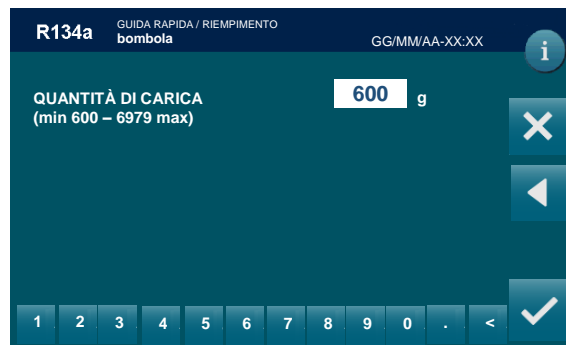 R134a
GUIDA RAPIDA / RIEMPIMENTO
bombola
GG/MM/AA-XX:XX
i
QUANTITÀ DI CARICA
600 g
(min 600 – 6979 max)
1 2 3 4 5 6 7 8 9 0 . <